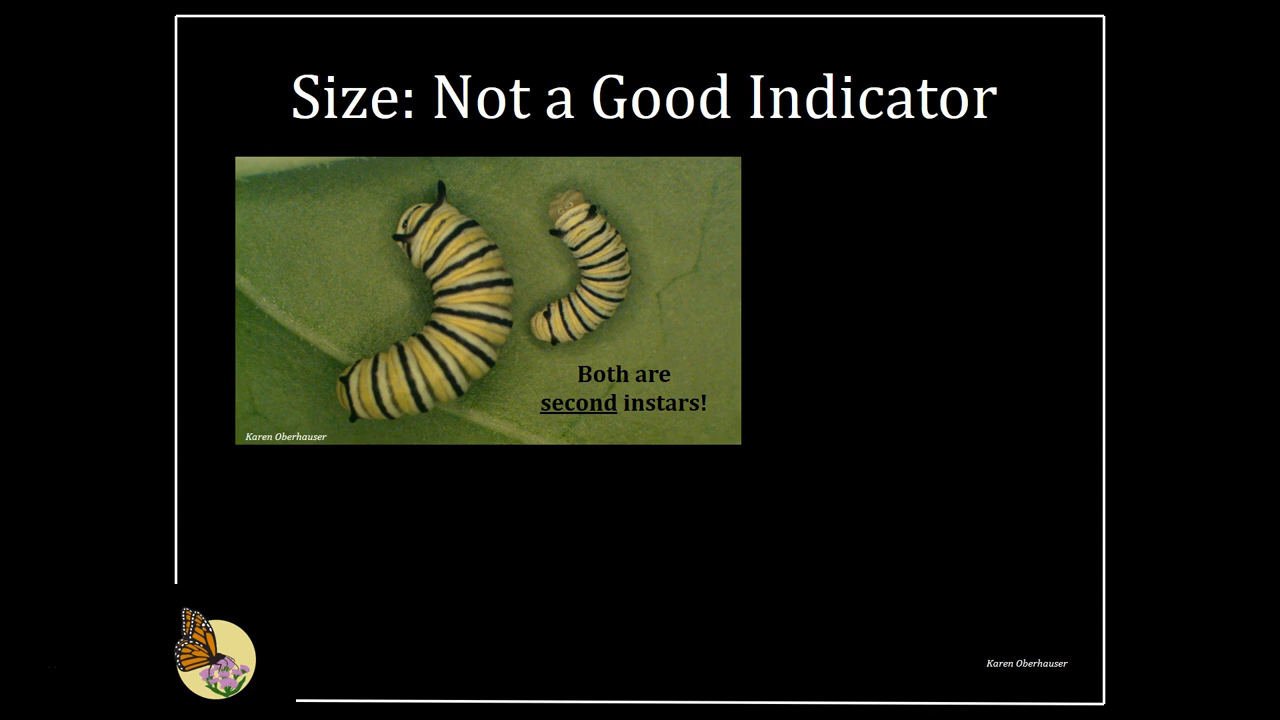 Size: Not a Good Indicator
Both are
second instars!
Karen Oberhauser
Karen Oberhauser